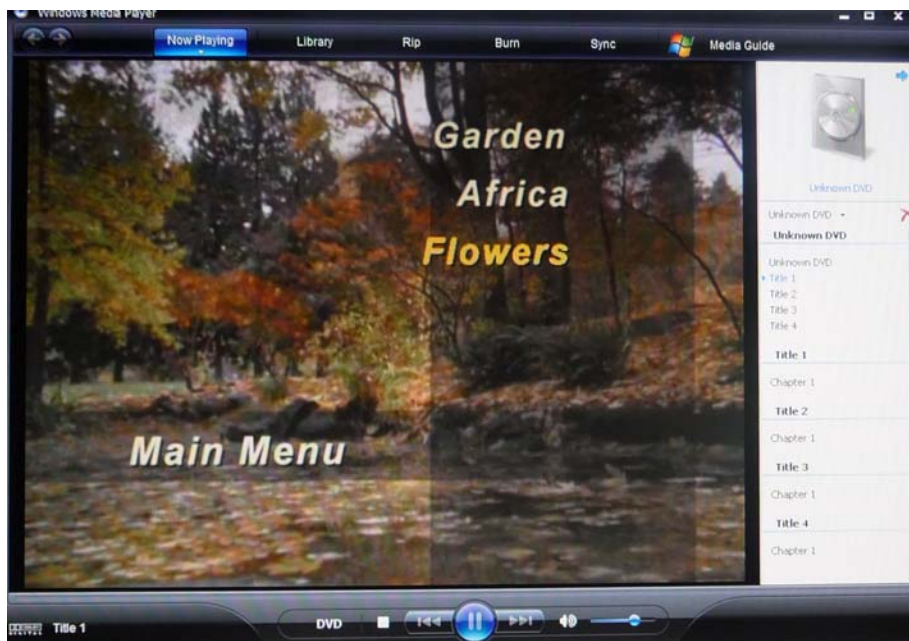 Windows Media Player
Now Playing
Library
Rip
Burn
Sync
Media Guide
Garden
Africa
Flowers
Main Menu
Unknown DVD
Unknown DVD
Unknown DVD
Unknown DVD
Title 1
Title 2
Title 3
Title 4
Title 1
Chapter 1
Title 2
Chapter 1
Title 3
Chapter 1
Title 4
Chapter 1
DOLBY
DIGITAL
Title 1
DVD